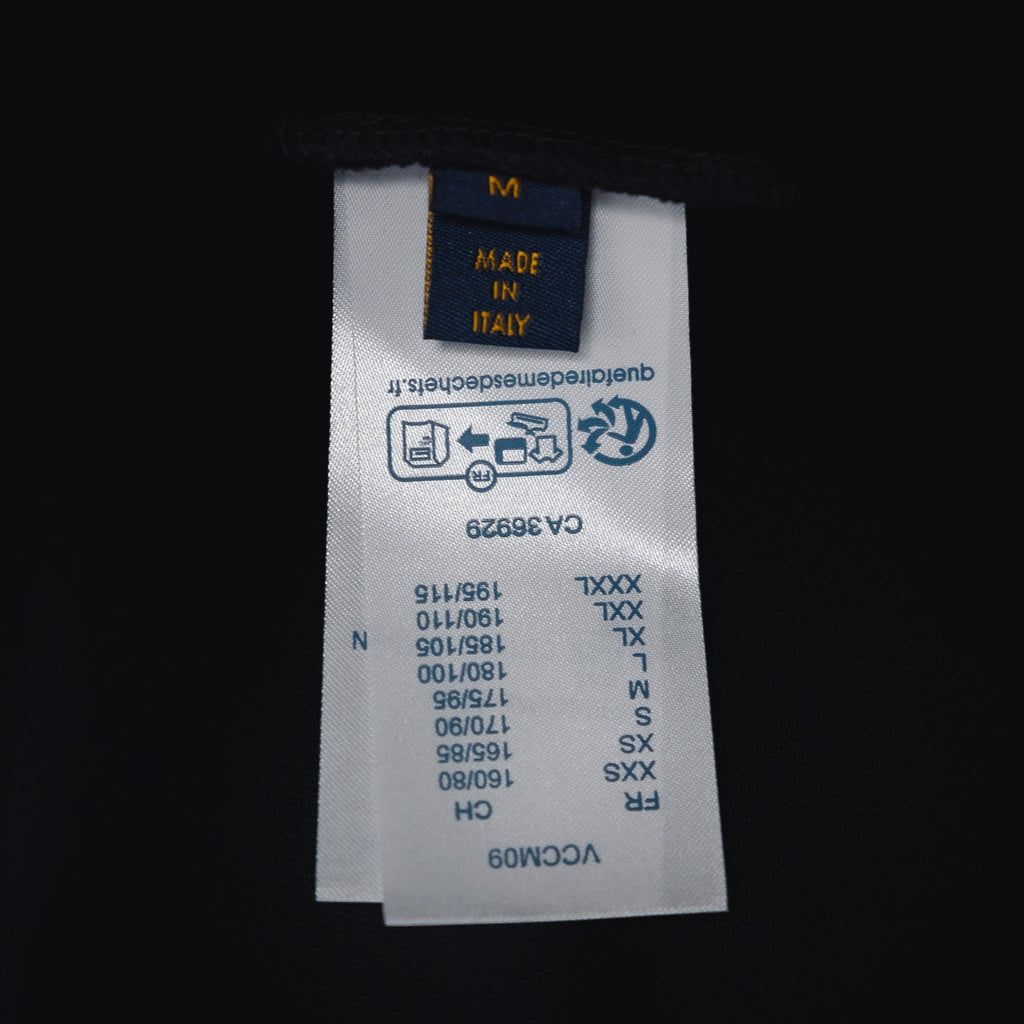 M
MADE
IN
ITALY
VCCM09
FR CH
XXS 160/80
XS 165/85
S 170/90
M 175/95
L 180/100
XL 185/105
XXL 190/110
XXXL 195/115
CA 36929
FR
quefairedemesdechets.fr
N